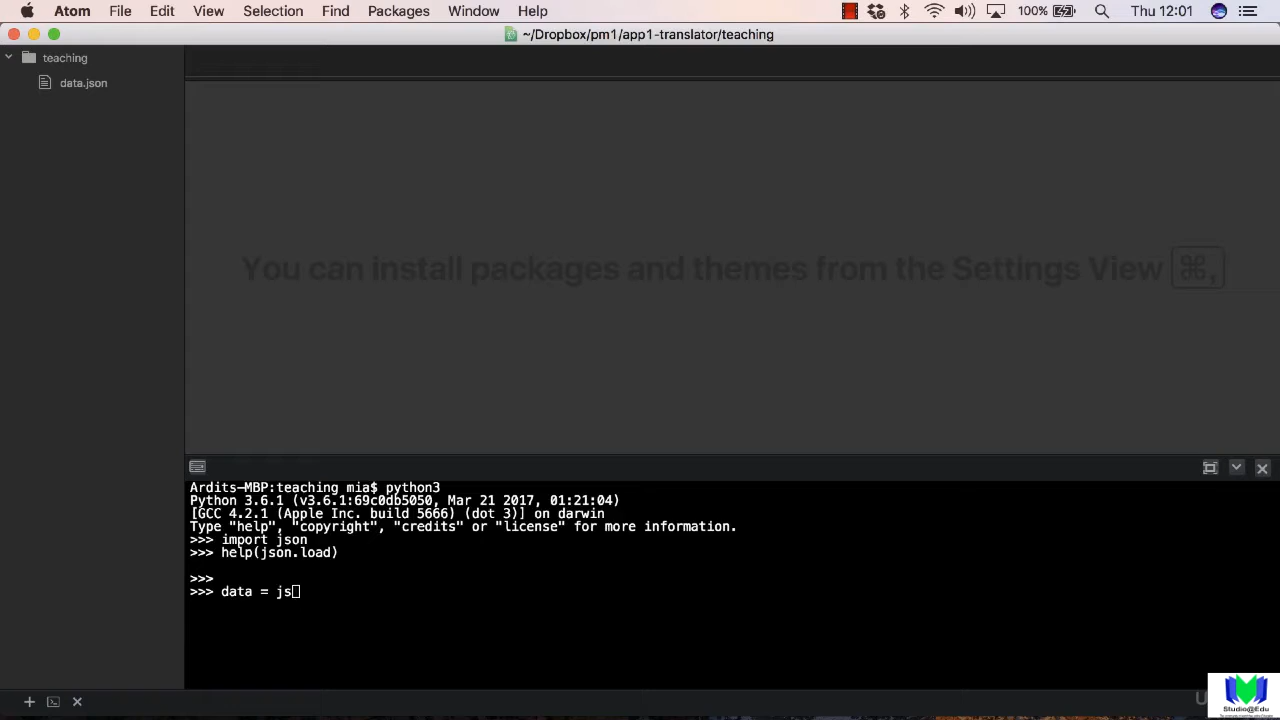 Atom File Edit View Selection Find Packages Window Help 100% Thu 12:01
~/Dropbox/pm1/app1-translator/teaching
teaching
data.json
You can install packages and themes from the Settings View ⌘,
Ardits-MBP:teaching mia$ python3
Python 3.6.1 (v3.6.1:69c0db5050, Mar 21 2017, 01:21:04)
[GCC 4.2.1 (Apple Inc. build 5666) (dot 3)] on darwin
Type "help", "copyright", "credits" or "license" for more information.
>>> import json
>>> help(json.load)
>>>
>>> data = js
Studio@Edu